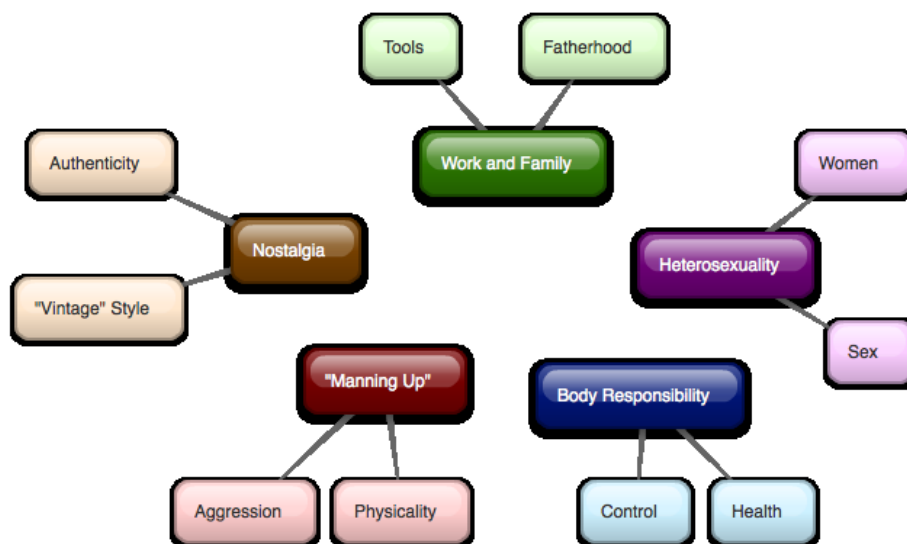 Tools
Fatherhood
Authenticity
Work and Family
Women
Nostalgia
Heterosexuality
"Vintage" Style
Sex
"Manning Up"
Body Responsibility
Aggression
Physicality
Control
Health